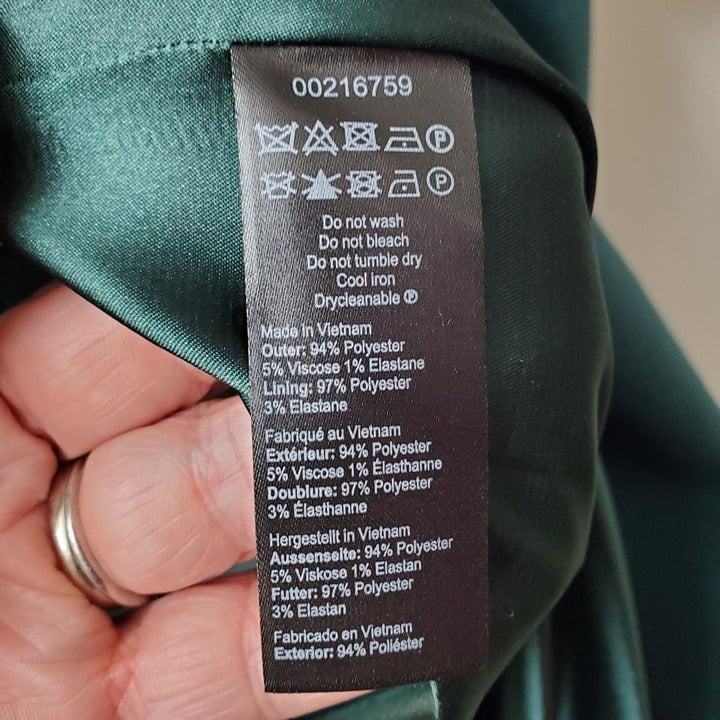 00216759
Do not wash
Do not bleach
Do not tumble dry
Cool iron
Drycleanable Ⓟ
Made in Vietnam
Outer: 94% Polyester
5% Viscose 1% Elastane
Lining: 97% Polyester
3% Elastane
Fabriqué au Vietnam
Extérieur: 94% Polyester
5% Viscose 1% Élasthanne
Doublure: 97% Polyester
3% Élasthanne
Hergestellt in Vietnam
Aussenseite: 94% Polyester
5% Viskose 1% Elastan
Futter: 97% Polyester
3% Elastan
Fabricado en Vietnam
Exterior: 94% Poliéster